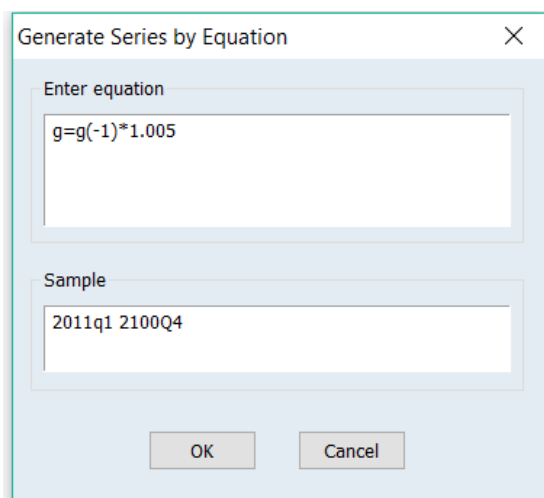 Generate Series by Equation
Enter equation
g=g(-1)*1.005
Sample
2011q1 2100Q4
OK
Cancel